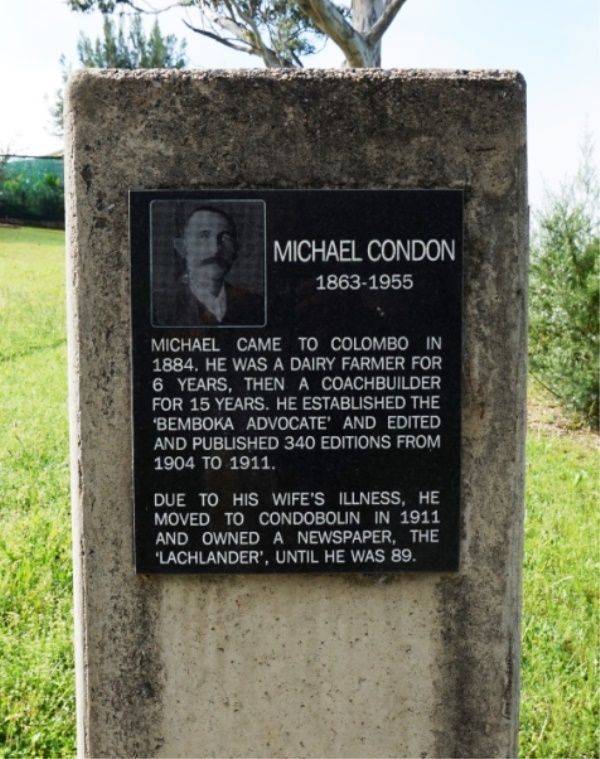 MICHAEL CONDON
1863-1955
MICHAEL CAME TO COLOMBO IN
1884. HE WAS A DAIRY FARMER FOR
6 YEARS, THEN A COACHBUILDER
FOR 15 YEARS. HE ESTABLISHED THE
'BEMBOKA ADVOCATE' AND EDITED
AND PUBLISHED 340 EDITIONS FROM
1904 TO 1911.
DUE TO HIS WIFE'S ILLNESS, HE
MOVED TO CONDOBOLIN IN 1911
AND OWNED A NEWSPAPER, THE
'LACHLANDER', UNTIL HE WAS 89.